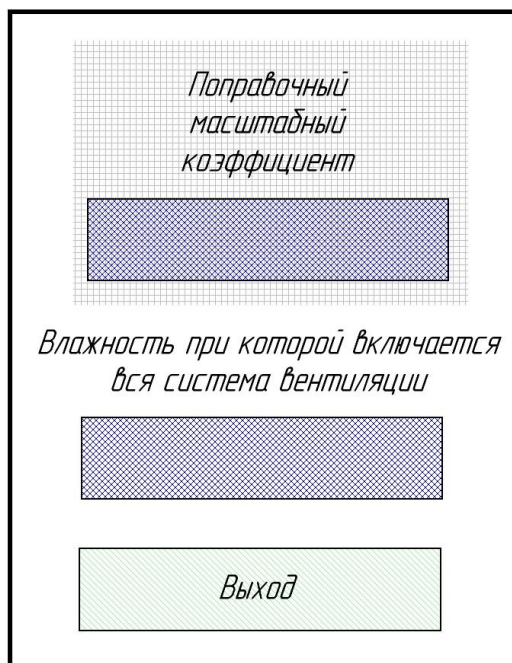 Поправочный
масштабный
коэффициент
Влажность при которой включается
вся система вентиляции
Выход